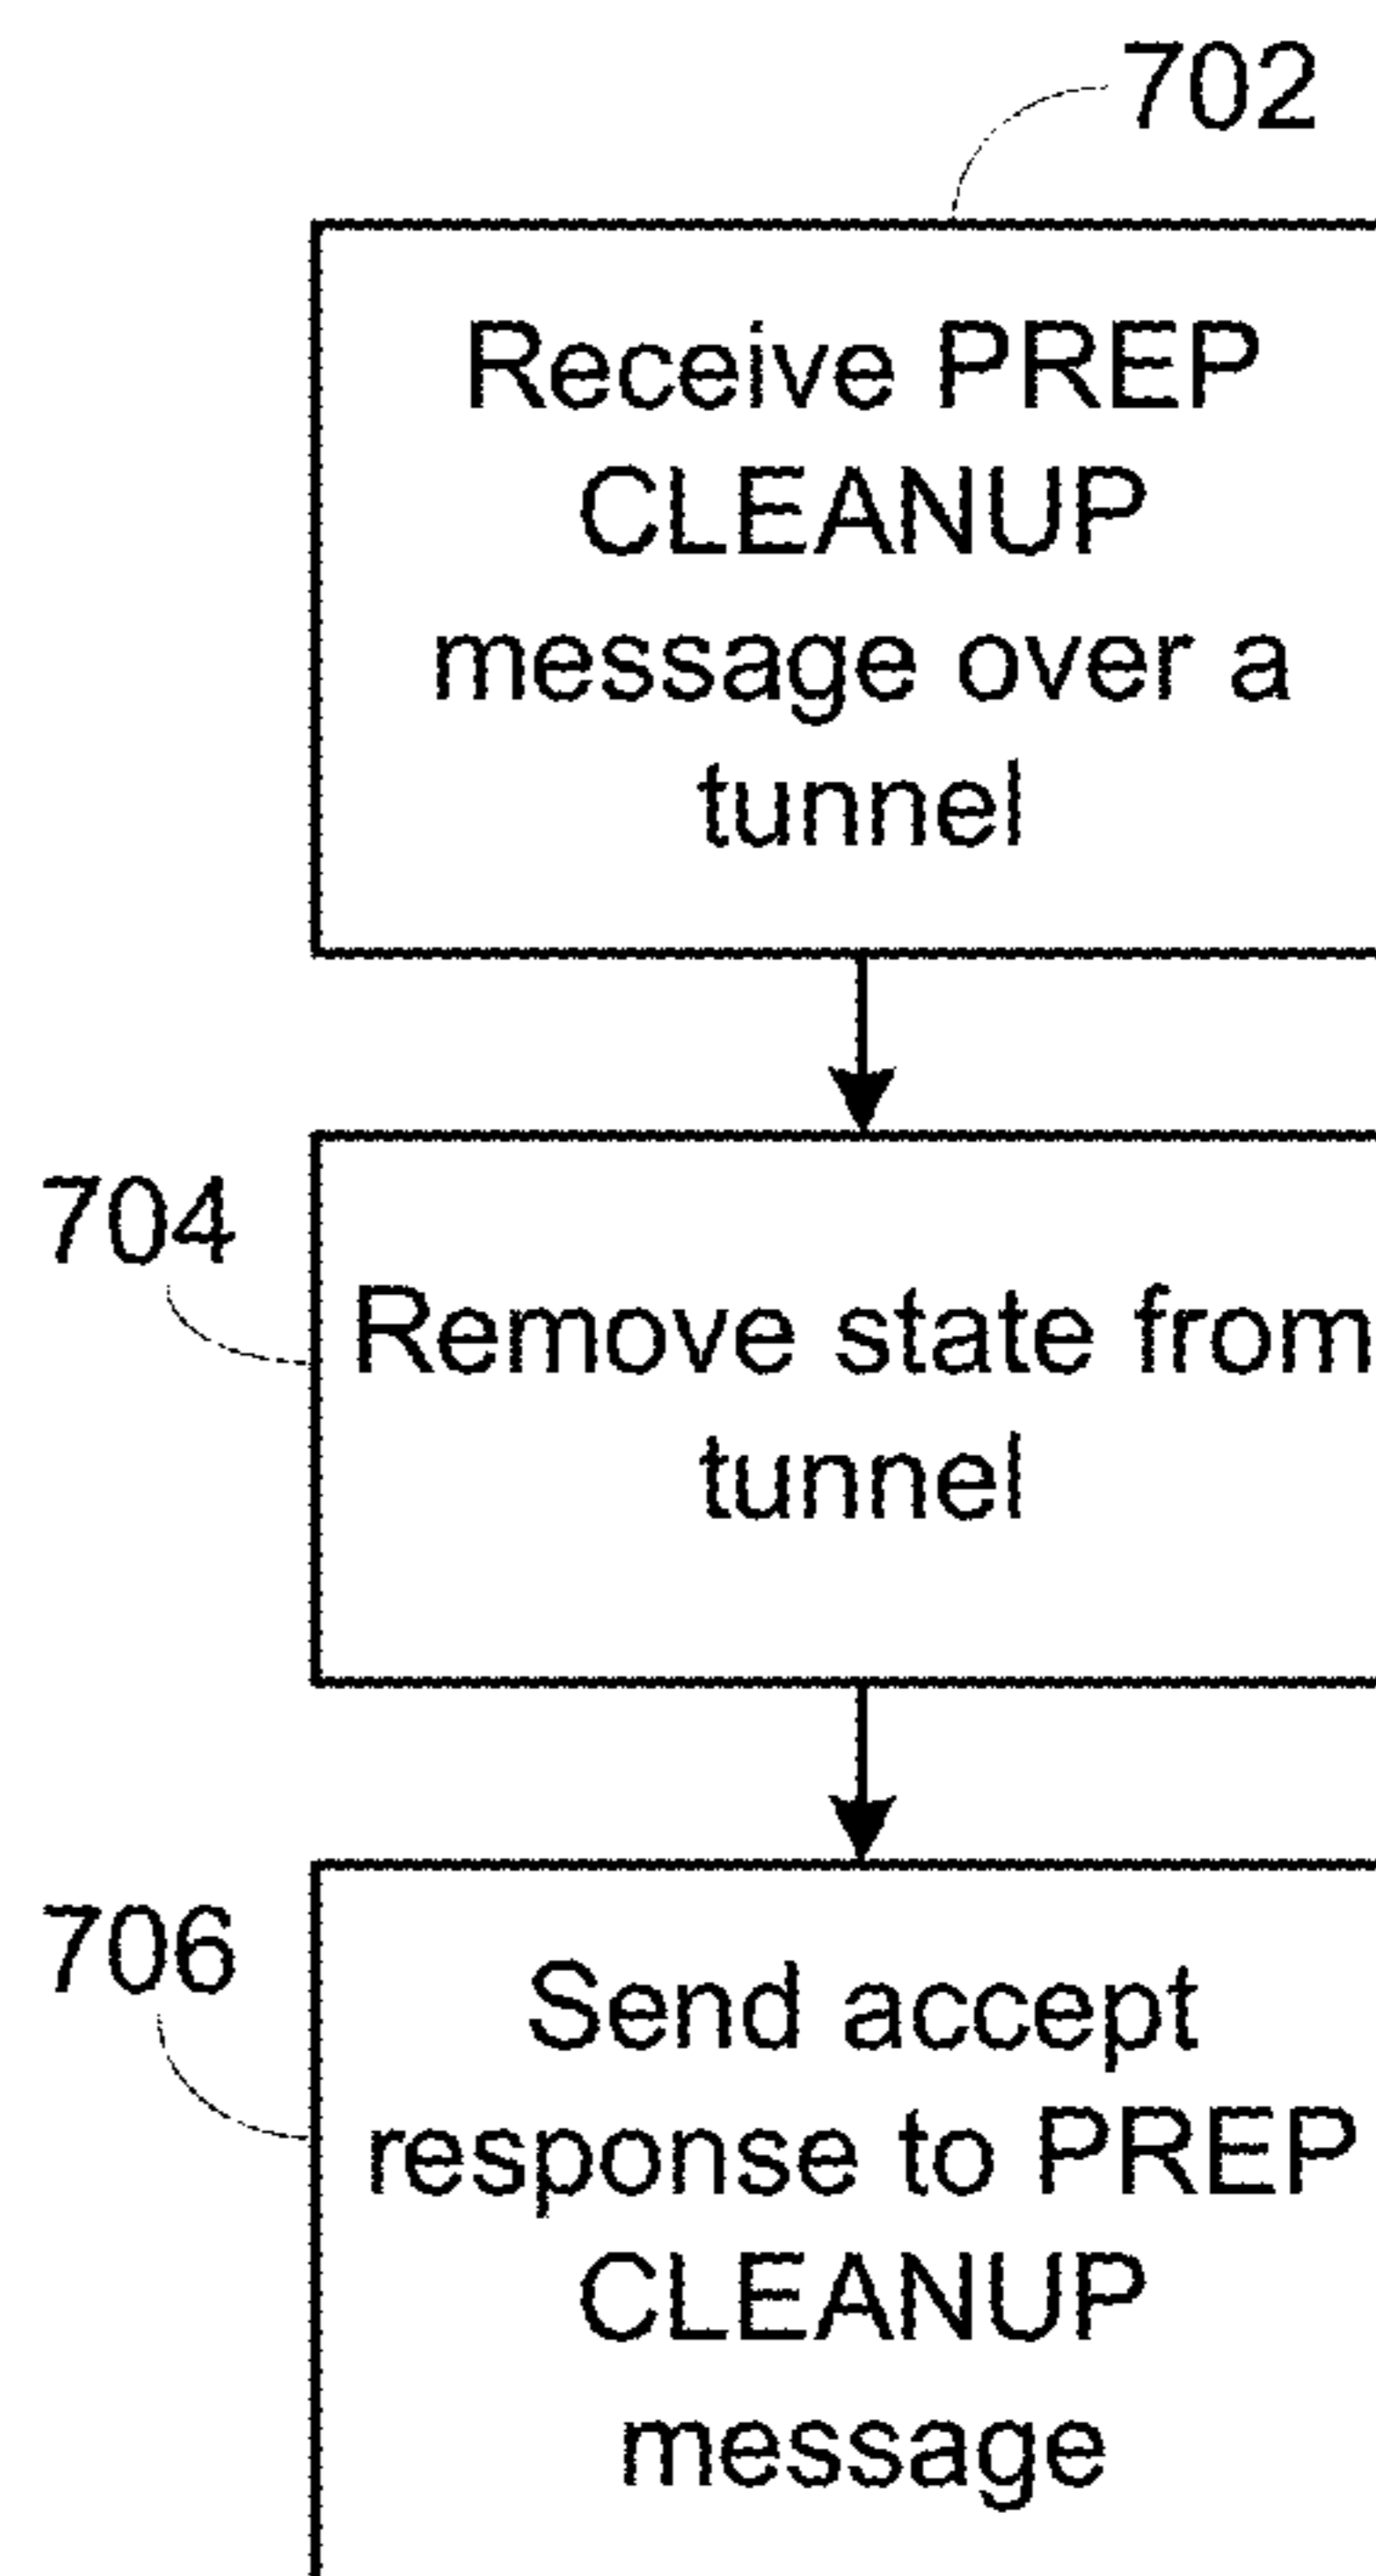 702
Receive PREP
CLEANUP
message over a
tunnel
704
Remove state from
tunnel
706
Send accept
response to PREP
CLEANUP
message